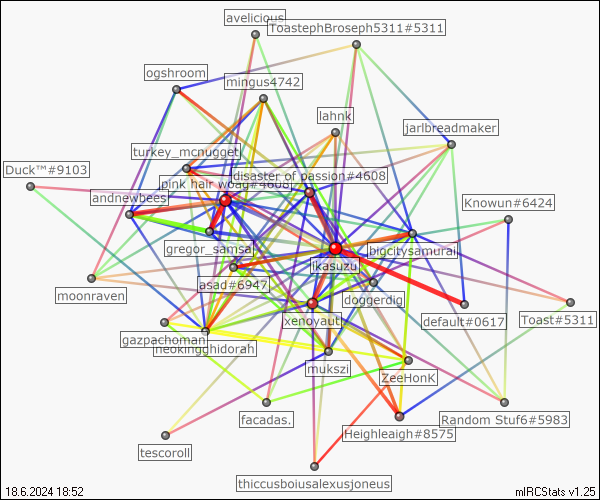 avelicious
ToastephBroseph5311#5311
ogshroom
mingus4742
lahnk
jarlbreadmaker
turkey_mcnugget
Duck™#9103
disaster of passion#4608
pink hair woag#4608
andnewbees
Knowun#6424
gregor_samsa
bigcitysamurai
ikasuzu
asad#6947
moonraven
doggerdig
xenoyaut
default#0617
Toast#5311
gazpachoman
neokingghidorah
mukszi
ZeeHonK
facadas.
Heighleigh#8575
Random Stuf6#5983
tescoroll
thiccusboiusalexusjoneus
18.6.2024 18:52
mIRCStats v1.25